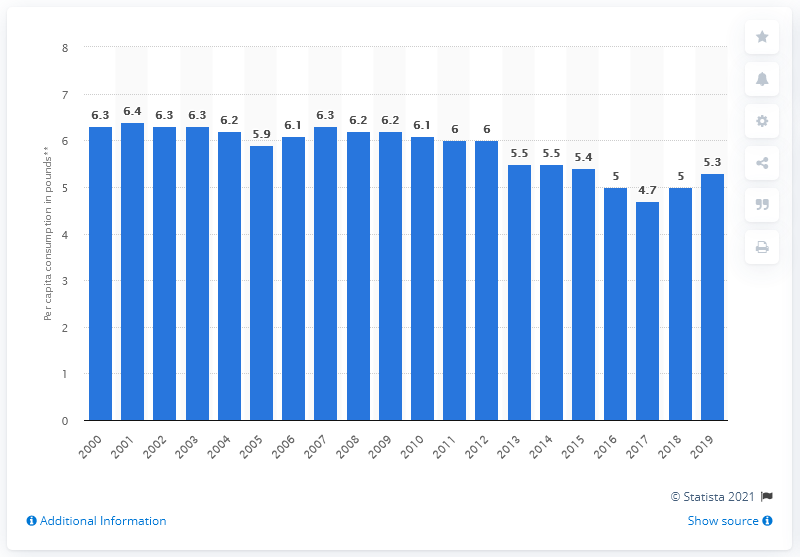 8
7
6
5
4
3
2
1
0
Per capita consumption in pounds**
6.3 6.4 6.3 6.3 6.2 5.9 6.1 6.3 6.2 6.2 6.1 6 6 5.5 5.5 5.4 5 4.7 5 5.3
2000 2001 2002 2003 2004 2005 2006 2007 2008 2009 2010 2011 2012 2013 2014 2015 2016 2017 2018 2019
© Statista 2021
Additional Information
Show source